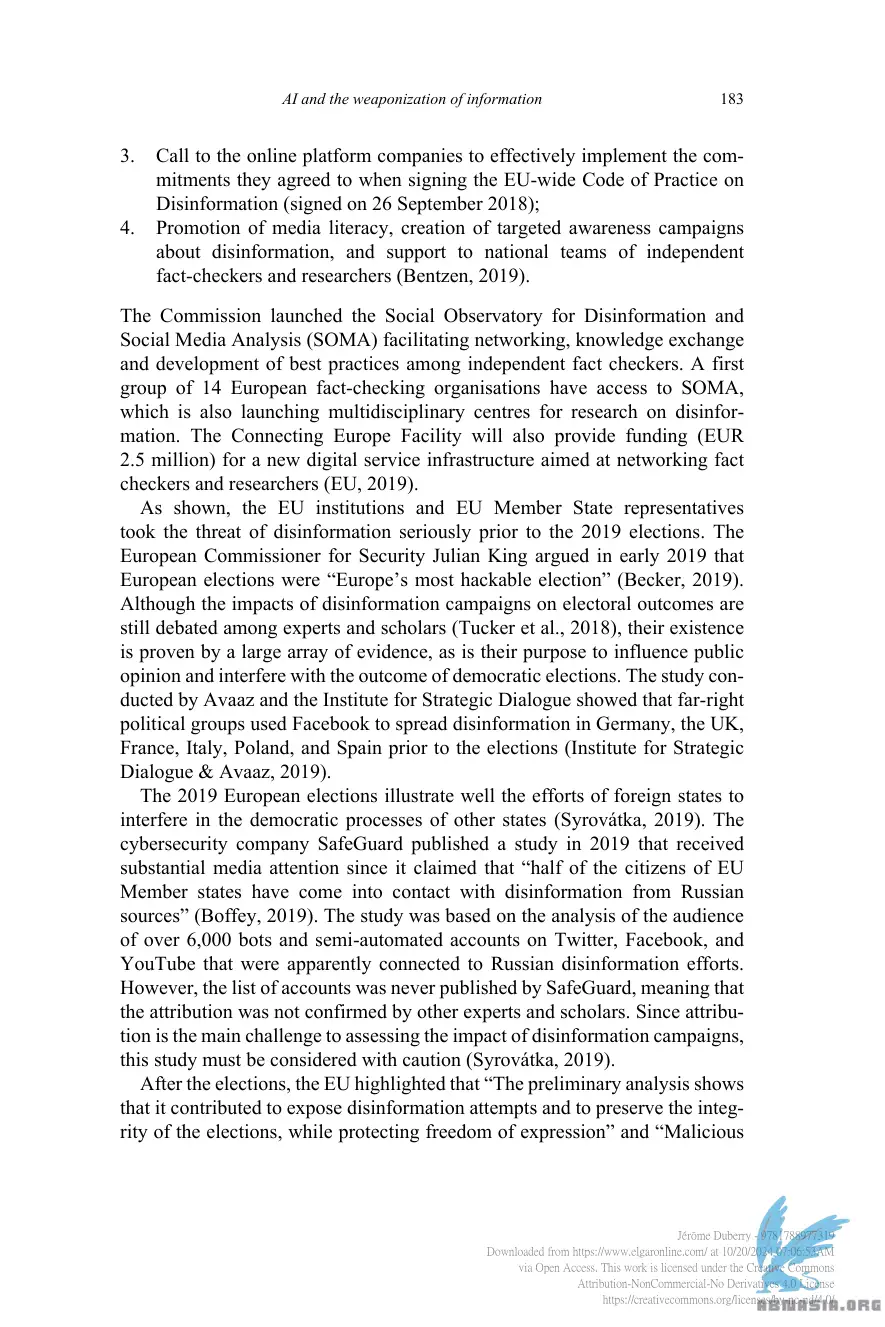 AI and the weaponization of information 183
3. Call to the online platform companies to effectively implement the com-
mitments they agreed to when signing the EU-wide Code of Practice on
Disinformation (signed on 26 September 2018);
4. Promotion of media literacy, creation of targeted awareness campaigns
about disinformation, and support to national teams of independent
fact-checkers and researchers (Bentzen, 2019).
The Commission launched the Social Observatory for Disinformation and
Social Media Analysis (SOMA) facilitating networking, knowledge exchange
and development of best practices among independent fact checkers. A first
group of 14 European fact-checking organisations have access to SOMA,
which is also launching multidisciplinary centres for research on disinfor-
mation. The Connecting Europe Facility will also provide funding (EUR
2.5 million) for a new digital service infrastructure aimed at networking fact
checkers and researchers (EU, 2019).
As shown, the EU institutions and EU Member State representatives
took the threat of disinformation seriously prior to the 2019 elections. The
European Commissioner for Security Julian King argued in early 2019 that
European elections were “Europe’s most hackable election” (Becker, 2019).
Although the impacts of disinformation campaigns on electoral outcomes are
still debated among experts and scholars (Tucker et al., 2018), their existence
is proven by a large array of evidence, as is their purpose to influence public
opinion and interfere with the outcome of democratic elections. The study con-
ducted by Avaaz and the Institute for Strategic Dialogue showed that far-right
political groups used Facebook to spread disinformation in Germany, the UK,
France, Italy, Poland, and Spain prior to the elections (Institute for Strategic
Dialogue & Avaaz, 2019).
The 2019 European elections illustrate well the efforts of foreign states to
interfere in the democratic processes of other states (Syrovátka, 2019). The
cybersecurity company SafeGuard published a study in 2019 that received
substantial media attention since it claimed that “half of the citizens of EU
Member states have come into contact with disinformation from Russian
sources” (Boffey, 2019). The study was based on the analysis of the audience
of over 6,000 bots and semi-automated accounts on Twitter, Facebook, and
YouTube that were apparently connected to Russian disinformation efforts.
However, the list of accounts was never published by SafeGuard, meaning that
the attribution was not confirmed by other experts and scholars. Since attribu-
tion is the main challenge to assessing the impact of disinformation campaigns,
this study must be considered with caution (Syrovátka, 2019).
After the elections, the EU highlighted that “The preliminary analysis shows
that it contributed to expose disinformation attempts and to preserve the integ-
rity of the elections, while protecting freedom of expression” and “Malicious
Jérôme Duberry - 9781788977319
Downloaded from https://www.elgaronline.com/ at 10/20/2024 07:06:53AM
via Open Access. This work is licensed under the Creative Commons
Attribution-NonCommercial-No Derivatives 4.0 License
https://creativecommons.org/licenses/by-nc-nd/4.0/
ABTWASIA.ORG